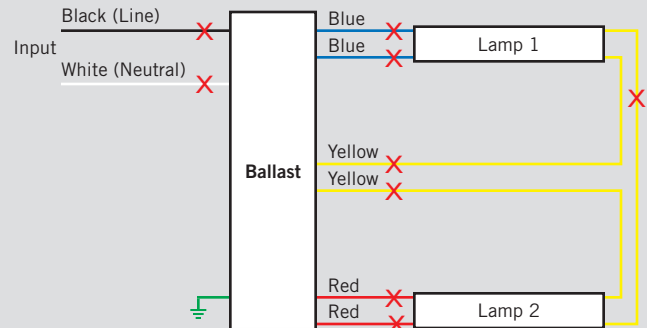 Black (Line)
Input
White (Neutral)
Blue
Blue
Lamp 1
Yellow
Ballast
Yellow
Red
Red
Lamp 2